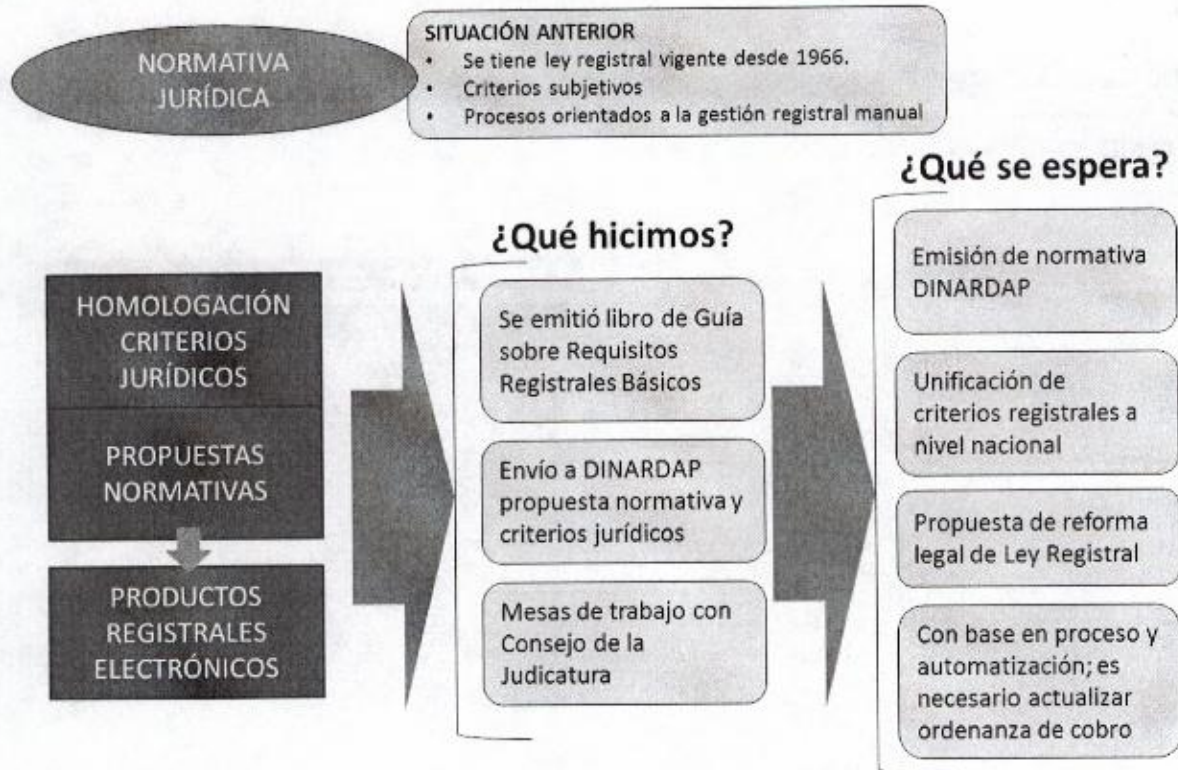 NORMATIVA
JURÍDICA
SITUACIÓN ANTERIOR
• Se tiene ley registral vigente desde 1966.
• Criterios subjetivos
• Procesos orientados a la gestión registral manual
HOMOLOGACIÓN
CRITERIOS
JURÍDICOS
PROPUESTAS
NORMATIVAS
PRODUCTOS
REGISTRALES
ELECTRÓNICOS
¿Qué hicimos?
Se emitió libro de Guía
sobre Requisitos
Registrales Básicos
Envío a DINARDAP
propuesta normativa y
criterios jurídicos
Mesas de trabajo con
Consejo de la
Judicatura
¿Qué se espera?
Emisión de normativa
DINARDAP
Unificación de
criterios registrales a
nivel nacional
Propuesta de reforma
legal de Ley Registral
Con base en proceso y
automatización; es
necesario actualizar
ordenanza de cobro